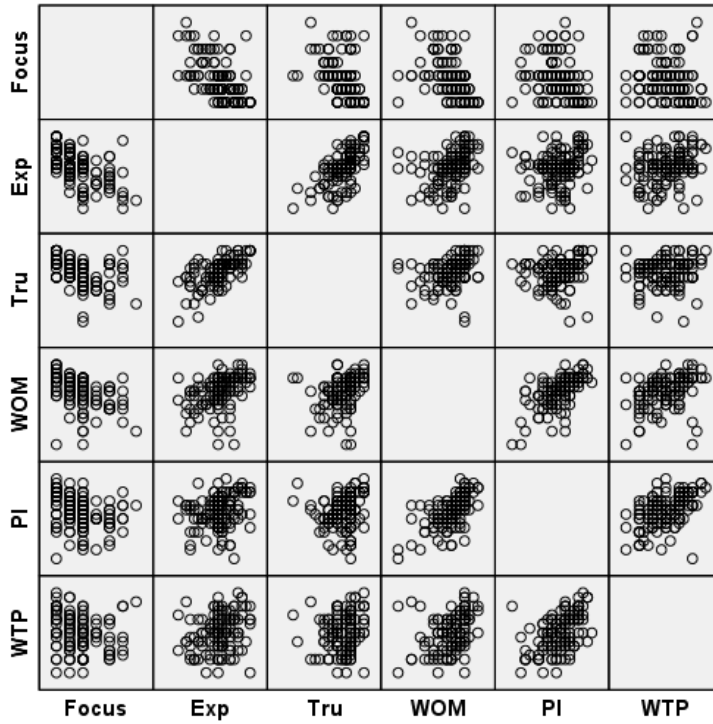 Focus
Exp
Tru
WOM
PI
WTP
Focus Exp Tru WOM PI WTP